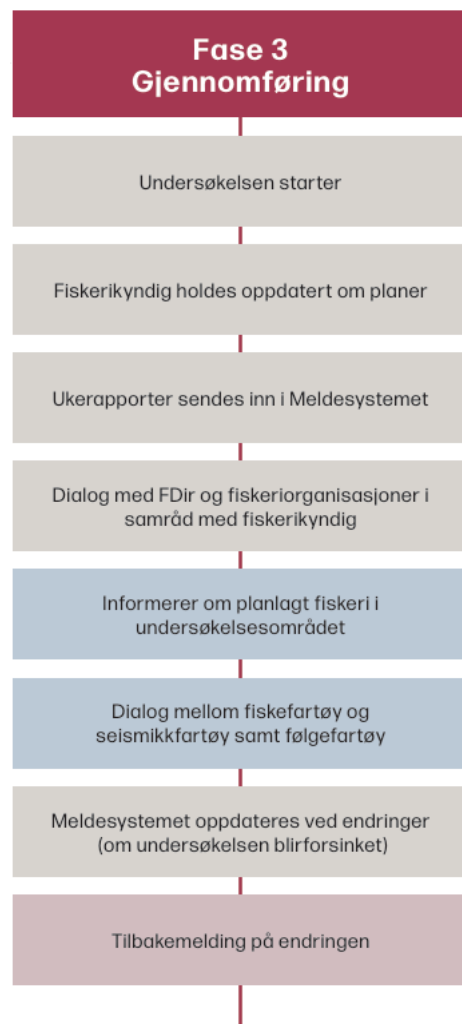 Fase 3
Gjennomføring
Undersøkelsen starter
Fiskerikyndig holdes oppdatert om planer
Ukerapporter sendes inn i Meldesystemet
Dialog med FDir og fiskeriorganisasjoner i
samråd med fiskerikyndig
Informerer om planlagt fiskeri i
undersøkelsesområdet
Dialog mellom fiskefartøy og
seismikkfartøy samt følgefartøy
Meldesystemet oppdateres ved endringer
(om undersøkelsen blirforsinket)
Tilbakemelding på endringen